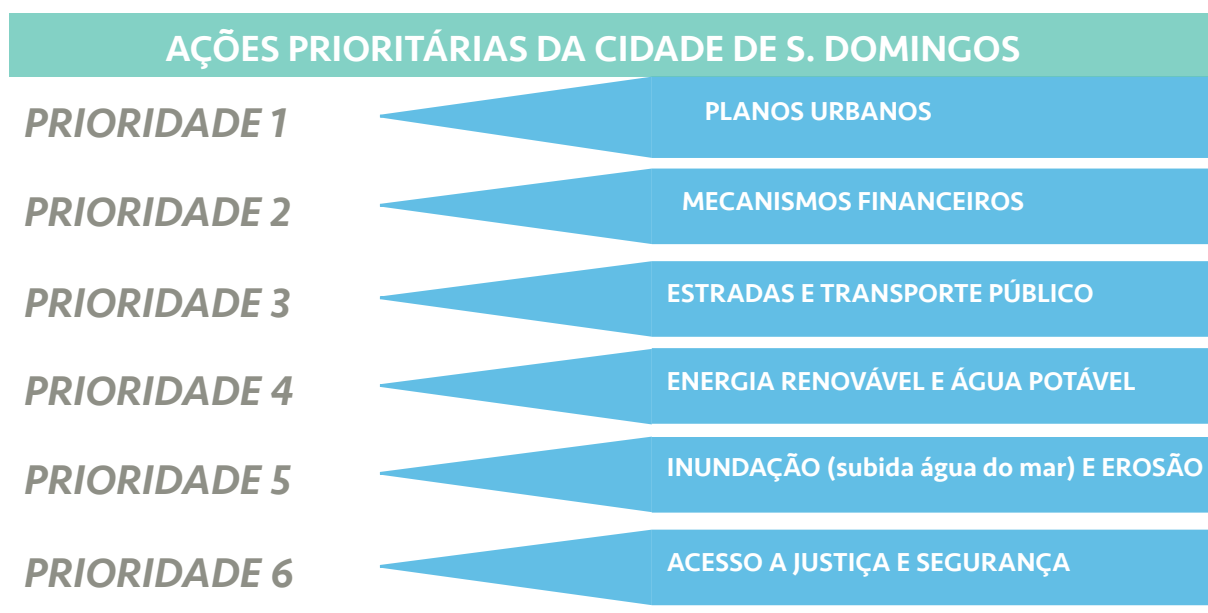 AÇÕES PRIORITÁRIAS DA CIDADE DE S. DOMINGOS
PRIORIDADE 1
PLANOS URBANOS
PRIORIDADE 2
MECANISMOS FINANCEIROS
PRIORIDADE 3
ESTRADAS E TRANSPORTE PÚBLICO
PRIORIDADE 4
ENERGIA RENOVÁVEL E ÁGUA POTÁVEL
PRIORIDADE 5
INUNDAÇÃO (subida água do mar) E EROSÃO
PRIORIDADE 6
ACESSO A JUSTIÇA E SEGURANÇA